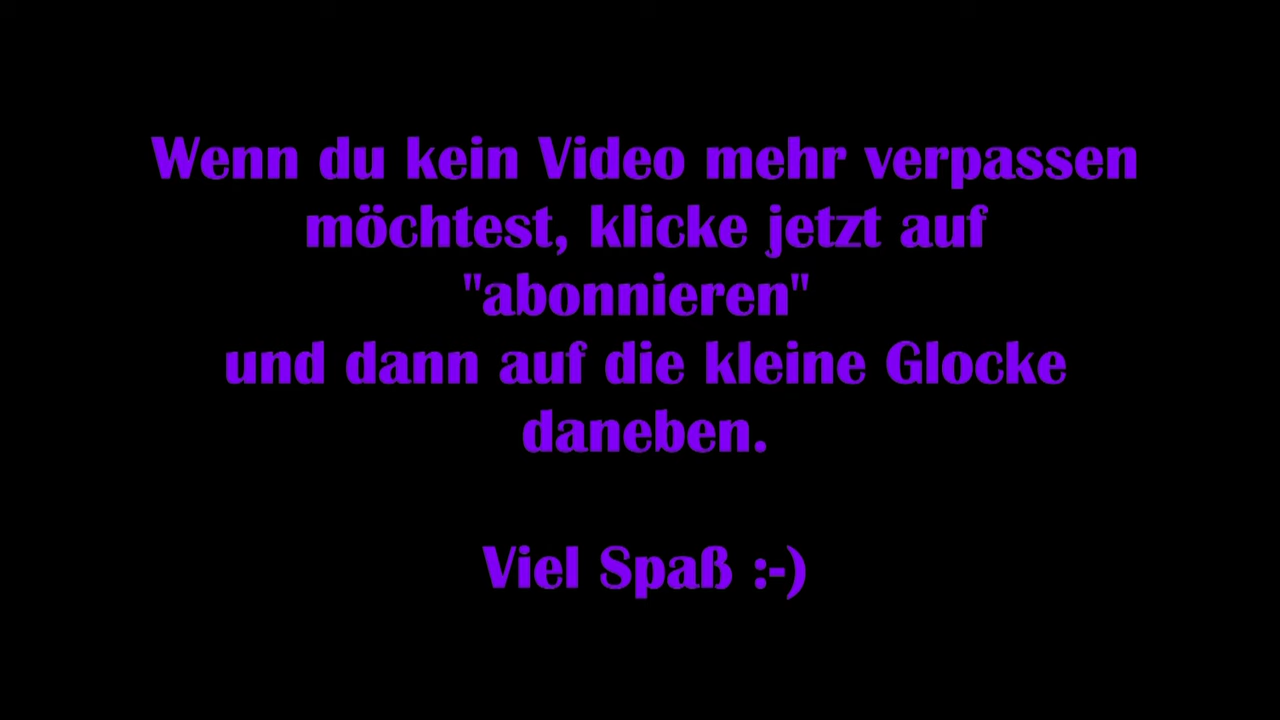 Wenn du kein Video mehr verpassen
möchtest, klicke jetzt auf
"abonnieren"
und dann auf die kleine Glocke
daneben.
Viel Spaß :-)